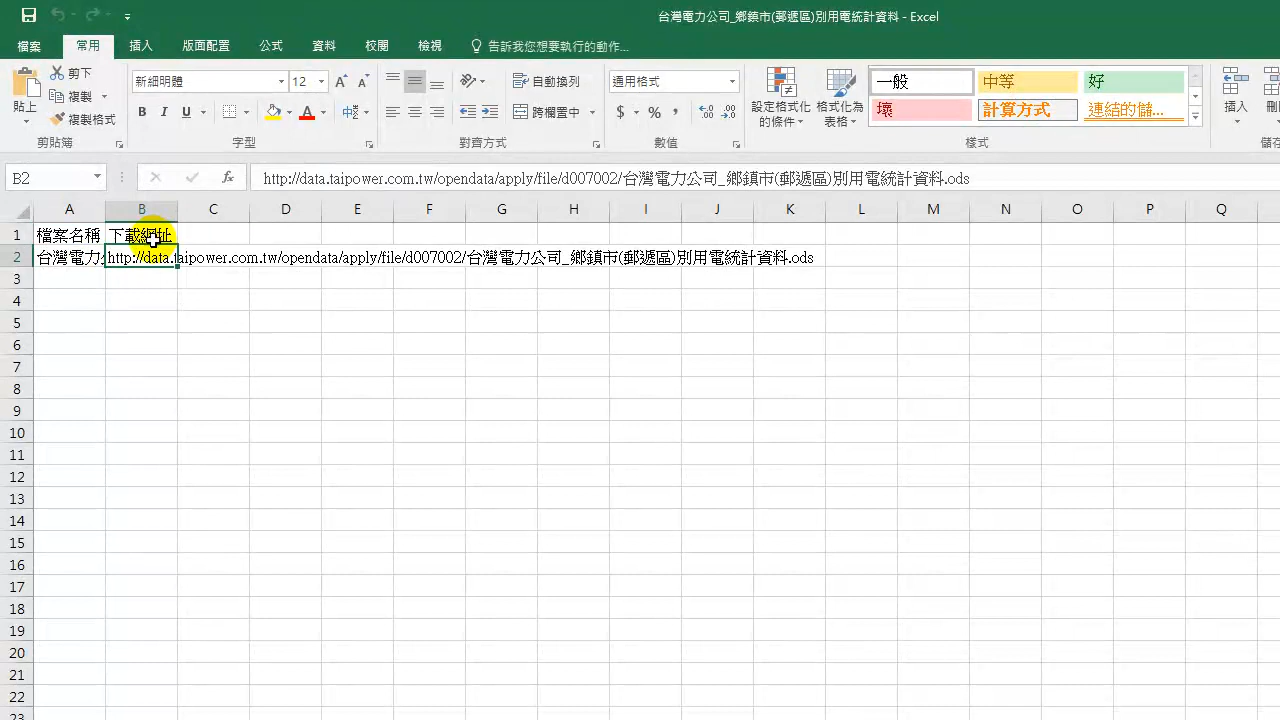 台灣電力公司_鄉鎮市(郵遞區)別用電統計資料 - Excel
檔案 常用 插入 版面配置 公式 資料 校閱 檢視 告訴我您想要執行的動作...
貼上 剪下 複製 複製格式
新細明體 12
B I U A
自動換列
跨欄置中
通用格式
$ % ,
設定格式化的條件 格式化為表格
一般 中等 好
壞 計算方式 連結的儲...
插入
剪貼簿 字型 對齊方式 數值 樣式
B2 fx http://data.taipower.com.tw/opendata/apply/file/d007002/台灣電力公司_鄉鎮市(郵遞區)別用電統計資料.ods
A B C D E F G H I J K L M N O P Q
1 檔案名稱 下載網址
2 台灣電力 http://data.taipower.com.tw/opendata/apply/file/d007002/台灣電力公司_鄉鎮市(郵遞區)別用電統計資料.ods
3
4
5
6
7
8
9
10
11
12
13
14
15
16
17
18
19
20
21
22
23